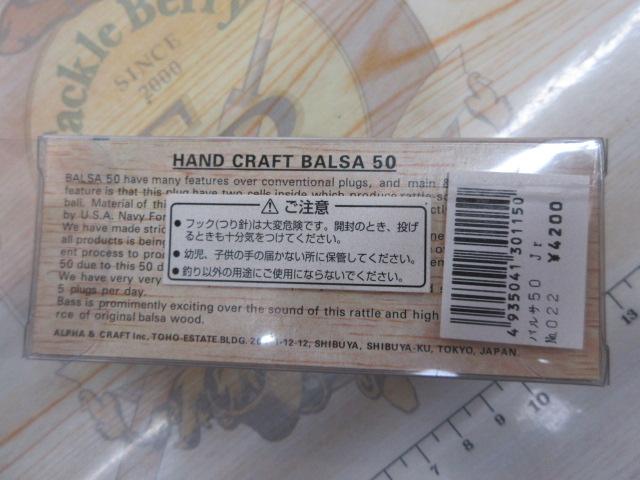 ackle Berry
SINCE
2000
HAND CRAFT BALSA 50
BALSA 50 have many features over conventional plugs, and main
feature is that this plug have two cells inside which produce rattle
ball. Material of this
by U.S.A. Navy For
We have made stric
all products is being
ent process to prom
50 due to this 50 d
We have very very
5 plugs per day.
Bass is promimently exciting over the sound of this rattle and high
rce of original balsa wood.
ALPHA & CRAFT Inc. TOHO-ESTATE.BLDG. 12-12, SHIBUYA, SHIBUYA-KU, TOKYO, JAPAN.
⚠ ご注意
● フック(つり針)は大変危険です。開封のとき、投げ
るときも十分気をつけてください。
● 幼児、子供の手の届かない所に保管してください。
● 釣り以外の用途にご使用にならないでください。
4935041301150
バルサ50 Jr
№022 ¥4200
7 8 9 10 13